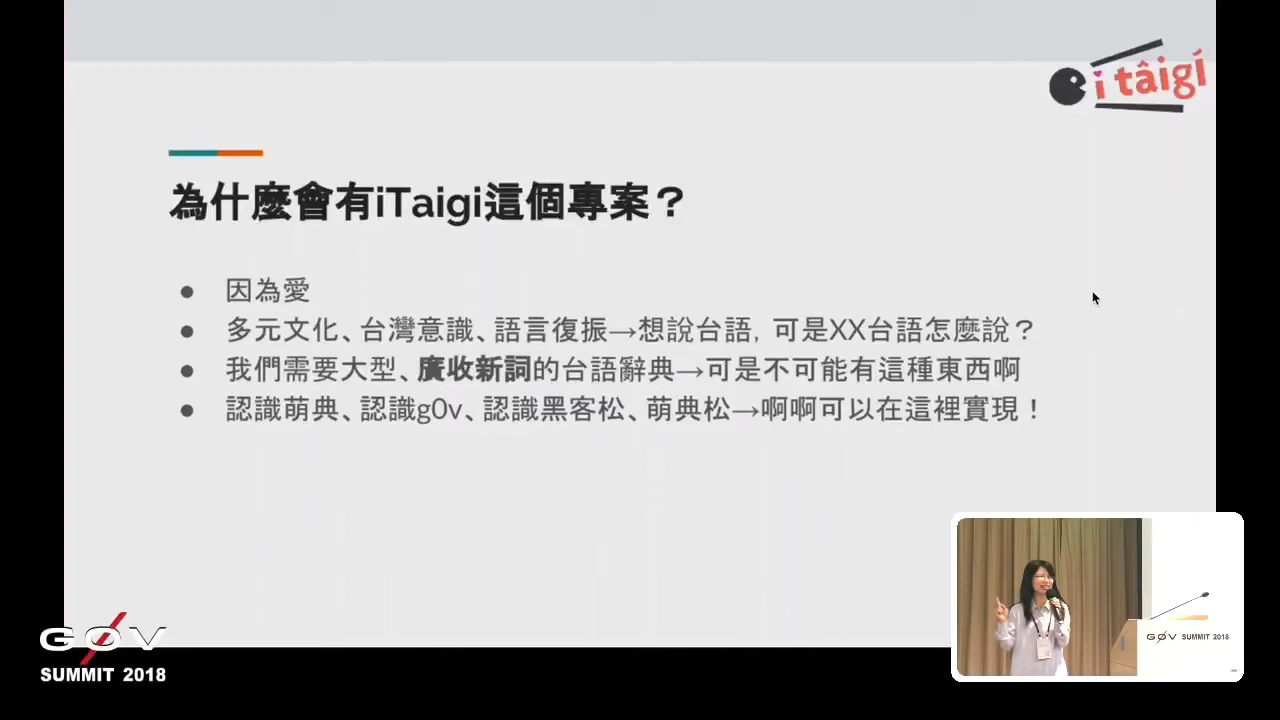 i tâigí
為什麼會有iTaigi這個專案？
● 因為愛
● 多元文化、台灣意識、語言復振→想說台語, 可是XX台語怎麼說？
● 我們需要大型、廣收新詞的台語辭典→可是不可能有這種東西啊
● 認識萌典、認識g0v、認識黑客松、萌典松→啊啊可以在這裡實現！
GØV
SUMMIT 2018
GØV SUMMIT 2018